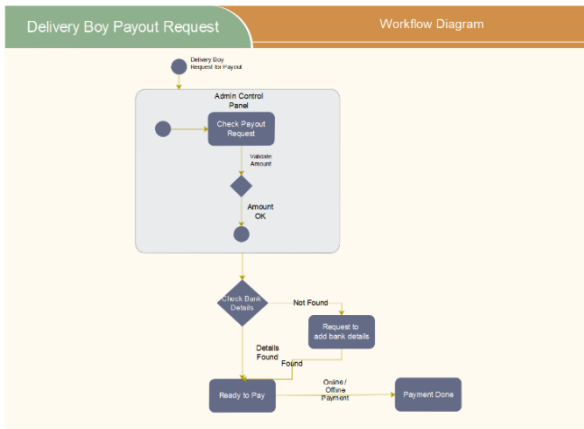 Delivery Boy Payout Request
Workflow Diagram
Delivery Boy
Request for Payout
Admin Control
Panel
Check Payout
Request
Validate
Amount
Amount
OK
Check Bank
Details
Not Found
Request to
add bank details
Details
Found
Found
Ready to Pay
Online/
Offline
Payment
Payment Done